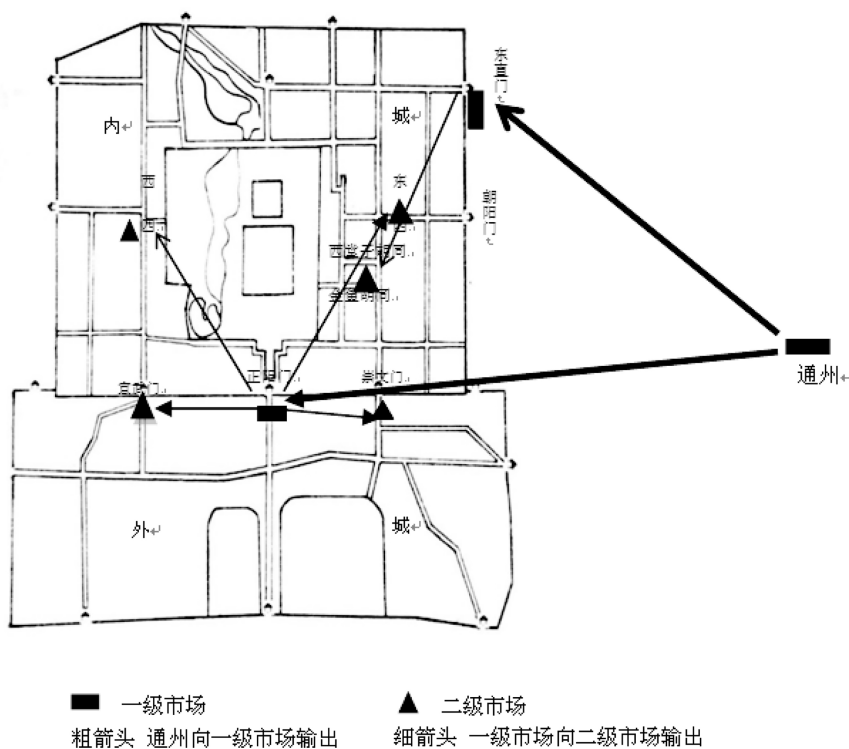 东直门
内
城
朝阳门
西
东
西
四
西堂子胡同
金鱼胡同
通州
宣武门
正阳门
崇文门
外
城
一级市场 二级市场
粗箭头 通州向一级市场输出 细箭头 一级市场向二级市场输出